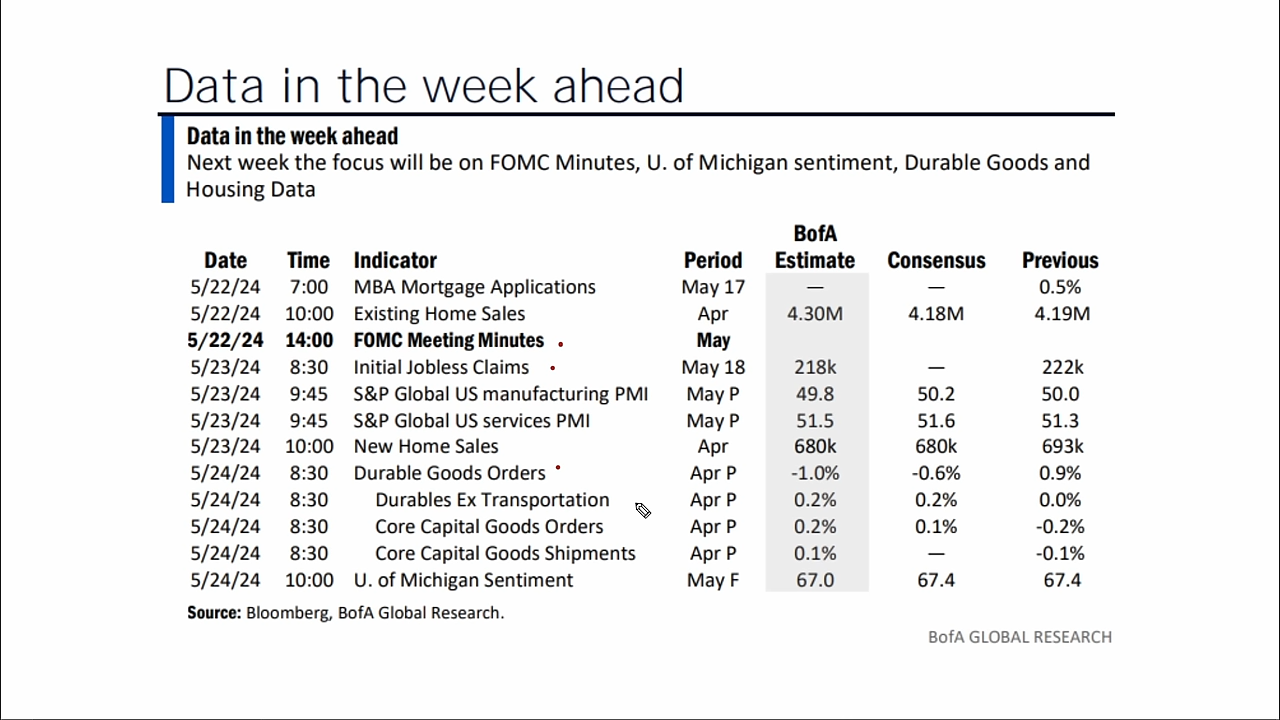 Data in the week ahead
Data in the week ahead
Next week the focus will be on FOMC Minutes, U. of Michigan sentiment, Durable Goods and
Housing Data
BofA
Date Time Indicator Period Estimate Consensus Previous
5/22/24 7:00 MBA Mortgage Applications May 17 — — 0.5%
5/22/24 10:00 Existing Home Sales Apr 4.30M 4.18M 4.19M
5/22/24 14:00 FOMC Meeting Minutes May
5/23/24 8:30 Initial Jobless Claims May 18 218k — 222k
5/23/24 9:45 S&P Global US manufacturing PMI May P 49.8 50.2 50.0
5/23/24 9:45 S&P Global US services PMI May P 51.5 51.6 51.3
5/23/24 10:00 New Home Sales Apr 680k 680k 693k
5/24/24 8:30 Durable Goods Orders Apr P -1.0% -0.6% 0.9%
5/24/24 8:30 Durables Ex Transportation Apr P 0.2% 0.2% 0.0%
5/24/24 8:30 Core Capital Goods Orders Apr P 0.2% 0.1% -0.2%
5/24/24 8:30 Core Capital Goods Shipments Apr P 0.1% — -0.1%
5/24/24 10:00 U. of Michigan Sentiment May F 67.0 67.4 67.4
Source: Bloomberg, BofA Global Research.
BofA GLOBAL RESEARCH